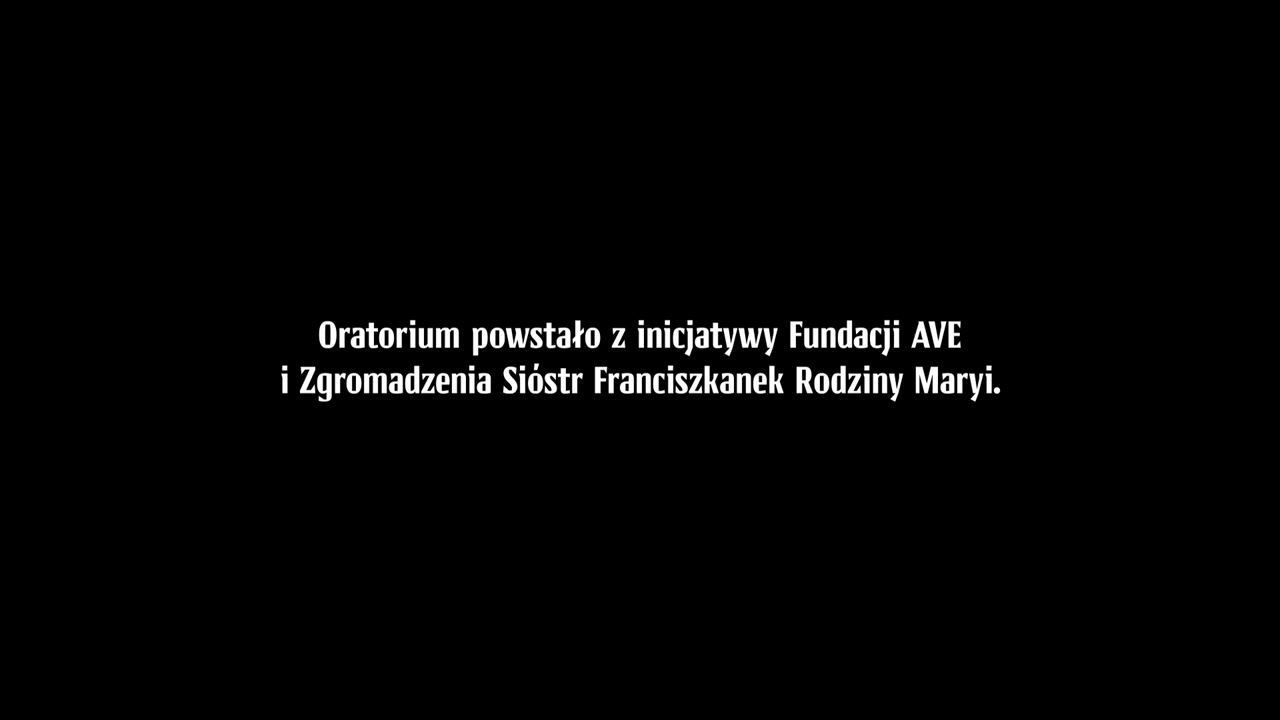 Oratorium powstało z inicjatywy Fundacji AVE
i Zgromadzenia Sióstr Franciszkanek Rodziny Maryi.